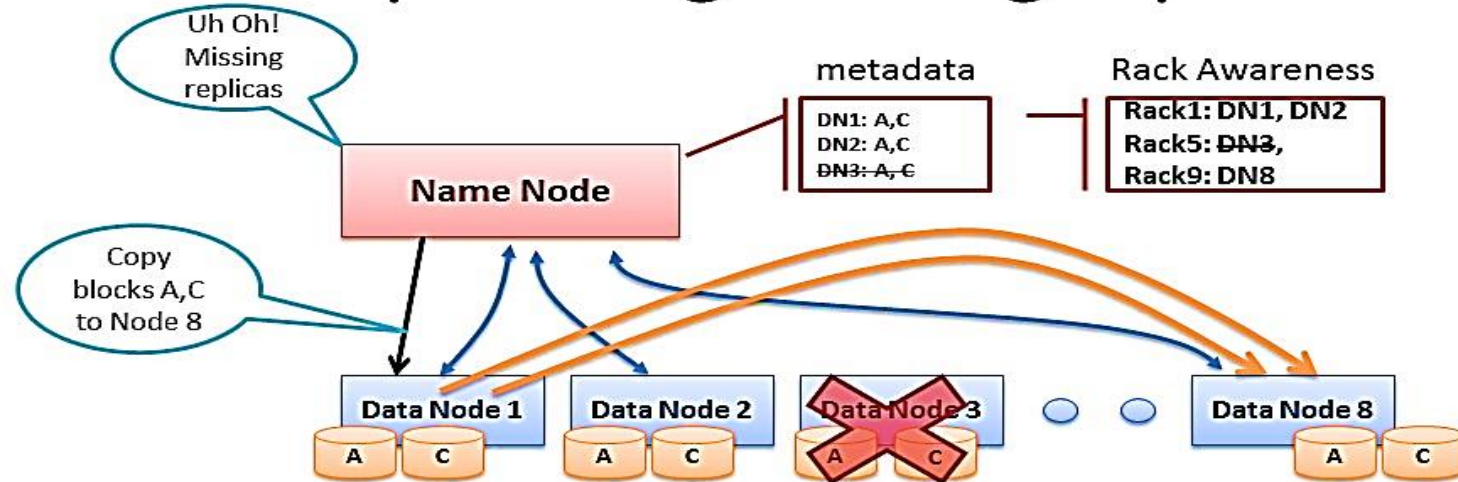 Uh Oh!
Missing
replicas
metadata
DN1: A,C
DN2: A,C
DN3: A, C
Rack Awareness
Rack1: DN1, DN2
Rack5: DN3,
Rack9: DN8
Name Node
Copy
blocks A,C
to Node 8
Data Node 1
Data Node 2
Data Node 3
Data Node 8
A C
A C
A C
A C